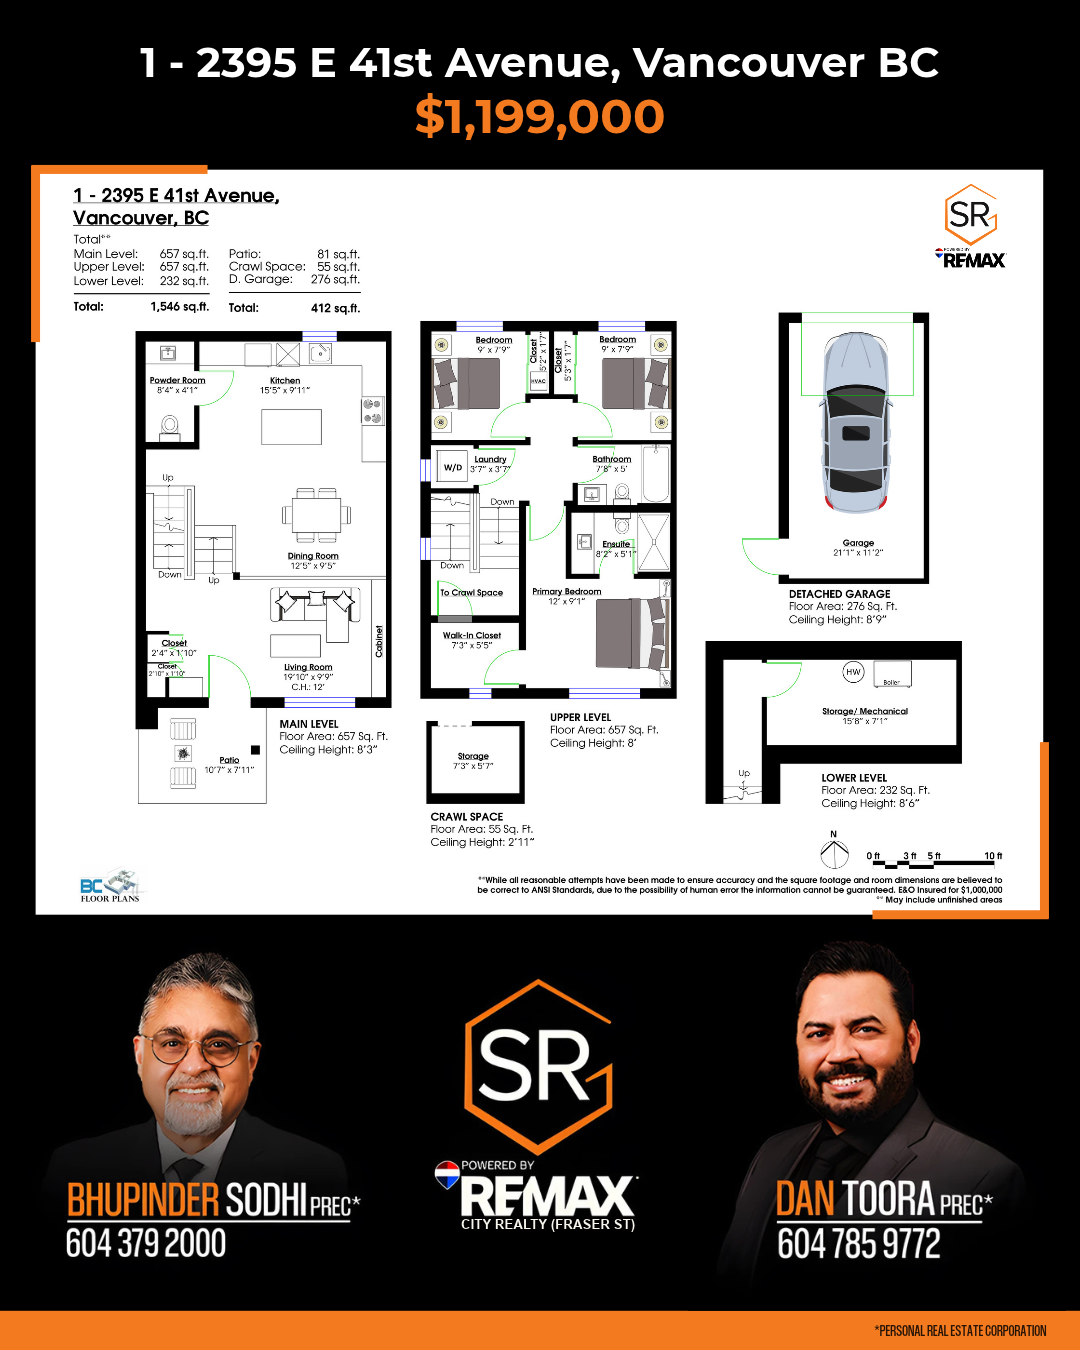 1 - 2395 E 41st Avenue, Vancouver BC
$1,199,000
1 - 2395 E 41st Avenue,
Vancouver, BC
Total**
Main Level: 657 sq.ft.
Upper Level: 657 sq.ft.
Lower Level: 232 sq.ft.
Total: 1,546 sq.ft.
Patio: 81 sq.ft.
Crawl Space: 55 sq.ft.
D. Garage: 276 sq.ft.
Total: 412 sq.ft.
SR
POWERED BY
RE/MAX
Powder Room
8'4" x 4'1"
Kitchen
15'5" x 9'11"
Up
Down
Up
Dining Room
12'5" x 9'5"
Closet
2'4" x 1'10"
Closet
2'10" x 1'10"
Living Room
19'10" x 9'9"
C.H.: 12'
Cabinet
Patio
10'7" x 7'11"
MAIN LEVEL
Floor Area: 657 Sq. Ft.
Ceiling Height: 8'3"
Bedroom
9' x 7'9"
Closet
5'2" x 1'7"
HVAC
Closet
5'3" x 1'7"
Bedroom
9' x 7'9"
W/D
Laundry
3'7" x 3'7"
Bathroom
7'8" x 5'
Down
Down
Ensuite
8'2" x 5'1"
To Crawl Space
Primary Bedroom
12' x 9'1"
Walk-In Closet
7'3" x 5'5"
UPPER LEVEL
Floor Area: 657 Sq. Ft.
Ceiling Height: 8'
Storage
7'3" x 5'7"
CRAWL SPACE
Floor Area: 55 Sq. Ft.
Ceiling Height: 2'11"
Garage
21'1" x 11'2"
DETACHED GARAGE
Floor Area: 276 Sq. Ft.
Ceiling Height: 8'9"
HW
Boiler
Storage/ Mechanical
15'8" x 7'1"
Up
LOWER LEVEL
Floor Area: 232 Sq. Ft.
Ceiling Height: 8'6"
N
0 ft 3 ft 5 ft 10 ft
BC
FLOOR PLANS
**While all reasonable attempts have been made to ensure accuracy and the square footage and room dimensions are believed to
be correct to ANSI Standards, due to the possibility of human error the information cannot be guaranteed. E&O Insured for $1,000,000
** May include unfinished areas
SR
POWERED BY
REMAX
CITY REALTY (FRASER ST)
BHUPINDER SODHI PREC*
604 379 2000
DAN TOORA PREC*
604 785 9772
*PERSONAL REAL ESTATE CORPORATION